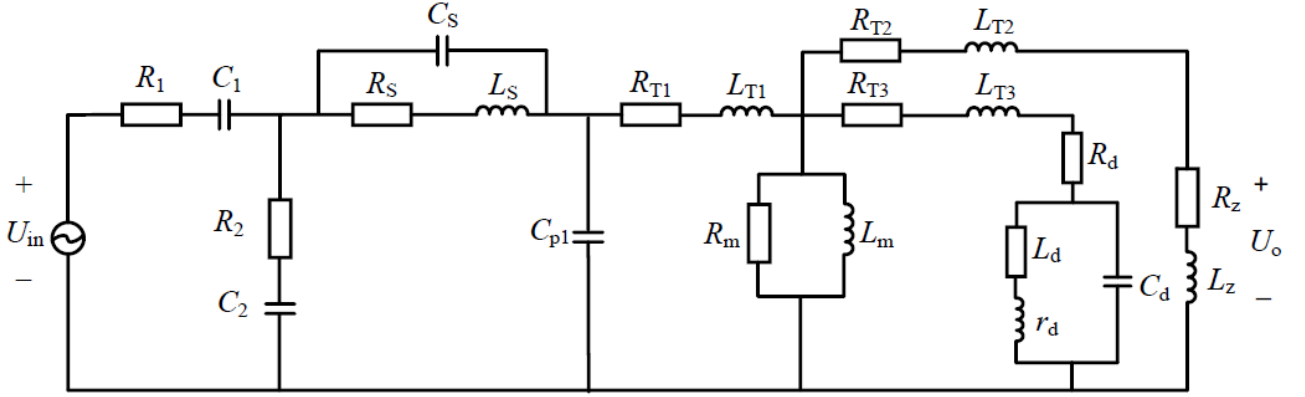 C_S
R_T2
L_T2
R_1
C_1
R_S
L_S
R_T1
L_T1
R_T3
L_T3
R_d
+
U_in
−
R_2
C_2
C_p1
R_m
L_m
L_d
r_d
C_d
R_z
L_z
+
U_o
−